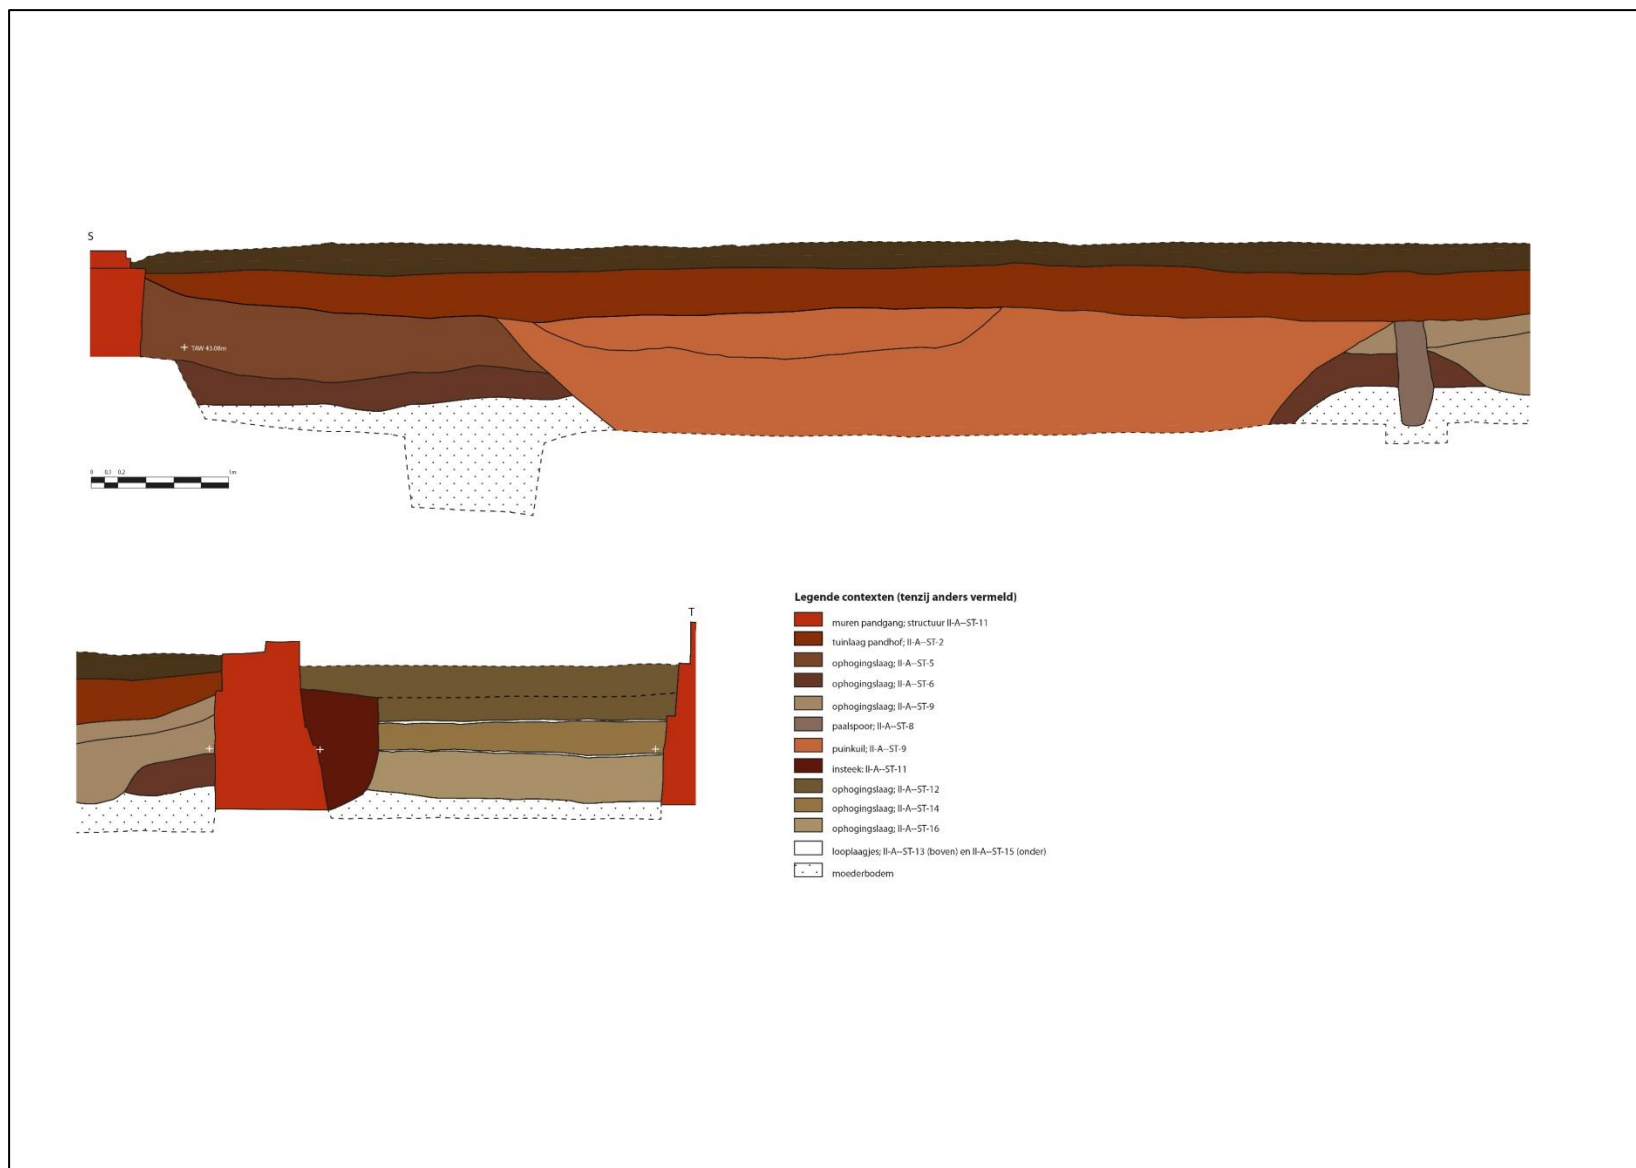 S
TAW 43.08m
0 0,1 0,2 1m
T
Legende contexten (tenzij anders vermeld)
muren pandgang; structuur II-A--ST-11
tuinlaag pandhof; II-A--ST-2
ophogingslaag; II-A--ST-5
ophogingslaag; II-A--ST-6
ophogingslaag; II-A--ST-9
paalspoor; II-A--ST-8
puinkuil; II-A--ST-9
insteek: II-A--ST-11
ophogingslaag; II-A--ST-12
ophogingslaag; II-A--ST-14
ophogingslaag; II-A--ST-16
looplaagjes; II-A--ST-13 (boven) en II-A--ST-15 (onder)
moederbodem